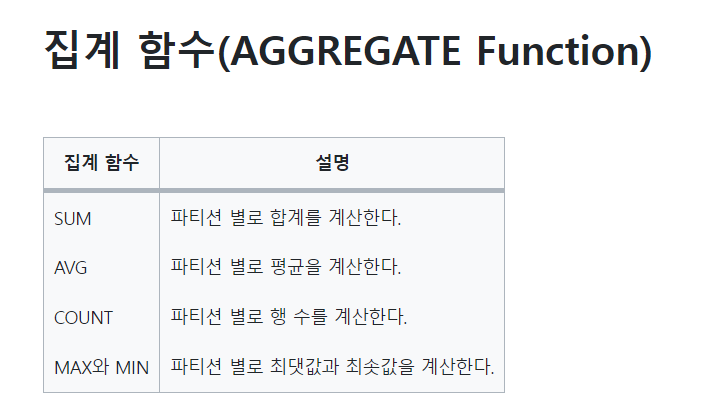 집계 함수(AGGREGATE Function)
집계 함수 설명
SUM 파티션 별로 합계를 계산한다.
AVG 파티션 별로 평균을 계산한다.
COUNT 파티션 별로 행 수를 계산한다.
MAX와 MIN 파티션 별로 최댓값과 최솟값을 계산한다.